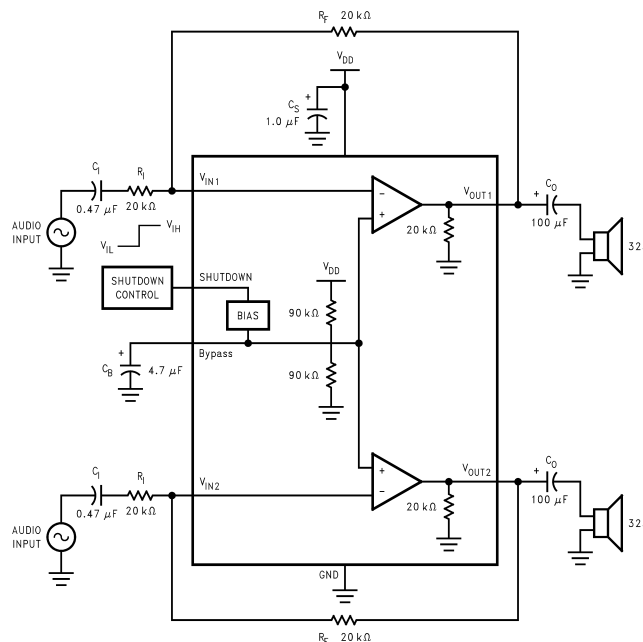 RF 20 kΩ
VDD
CS
1.0 μF
+
CI
RI
0.47 μF
20 kΩ
AUDIO
INPUT
VIH
VIL
VIN1
−
+
VOUT1
20 kΩ
CO
+
100 μF
32
SHUTDOWN
CONTROL
SHUTDOWN
BIAS
VDD
90 kΩ
90 kΩ
Bypass
+
CB
4.7 μF
CI
RI
0.47 μF
20 kΩ
AUDIO
INPUT
VIN2
+
−
VOUT2
20 kΩ
CO
+
100 μF
32
GND
RF 20 kΩ